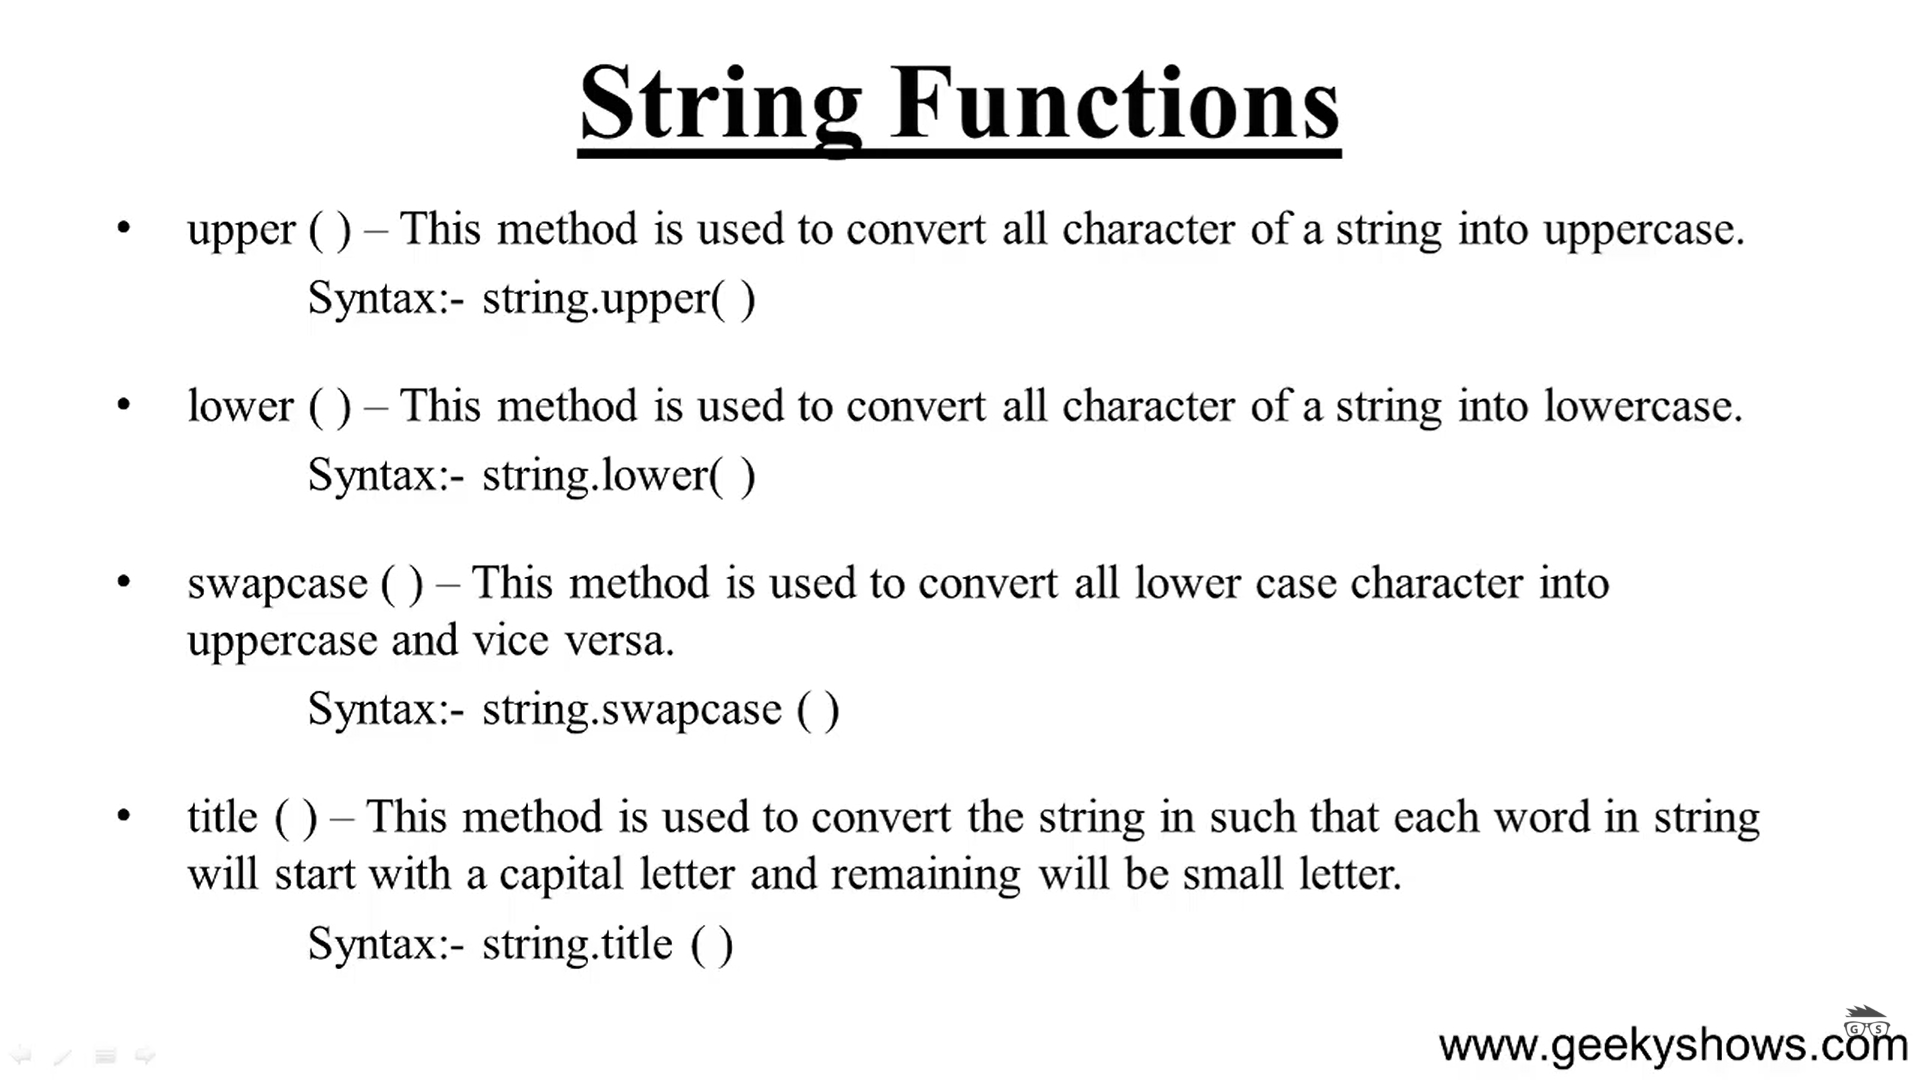 String Functions
• upper ( ) – This method is used to convert all character of a string into uppercase.
Syntax:- string.upper( )
• lower ( ) – This method is used to convert all character of a string into lowercase.
Syntax:- string.lower( )
• swapcase ( ) – This method is used to convert all lower case character into
uppercase and vice versa.
Syntax:- string.swapcase ( )
• title ( ) – This method is used to convert the string in such that each word in string
will start with a capital letter and remaining will be small letter.
Syntax:- string.title ( )
G S
www.geekyshows.com